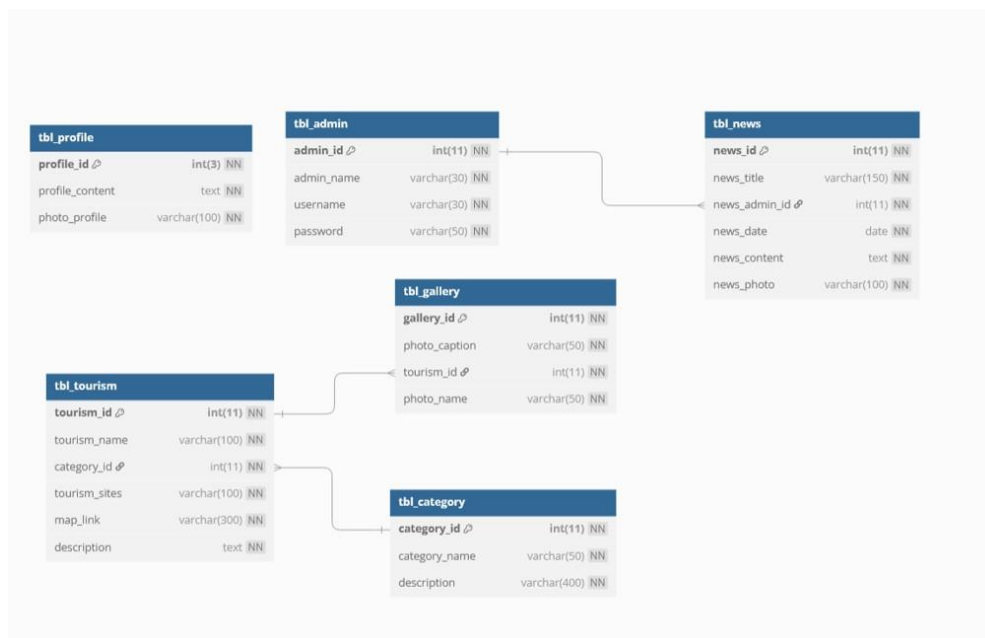 tbl_profile
profile_id int(3) NN
profile_content text NN
photo_profile varchar(100) NN
tbl_admin
admin_id int(11) NN
admin_name varchar(30) NN
username varchar(30) NN
password varchar(50) NN
tbl_news
news_id int(11) NN
news_title varchar(150) NN
news_admin_id int(11) NN
news_date date NN
news_content text NN
news_photo varchar(100) NN
tbl_gallery
gallery_id int(11) NN
photo_caption varchar(50) NN
tourism_id int(11) NN
photo_name varchar(50) NN
tbl_tourism
tourism_id int(11) NN
tourism_name varchar(100) NN
category_id int(11) NN
tourism_sites varchar(100) NN
map_link varchar(300) NN
description text NN
tbl_category
category_id int(11) NN
category_name varchar(50) NN
description varchar(400) NN